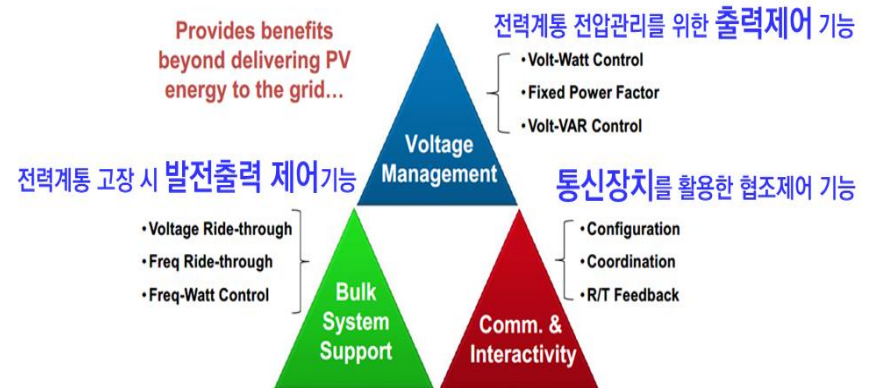 Provides benefits
beyond delivering PV
energy to the grid...
전력계통 전압관리를 위한 출력제어 기능
•Volt-Watt Control
•Fixed Power Factor
•Volt-VAR Control
Voltage
Management
전력계통 고장 시 발전출력 제어기능
•Voltage Ride-through
•Freq Ride-through
•Freq-Watt Control
Bulk
System
Support
통신장치를 활용한 협조제어 기능
•Configuration
•Coordination
•R/T Feedback
Comm. &
Interactivity